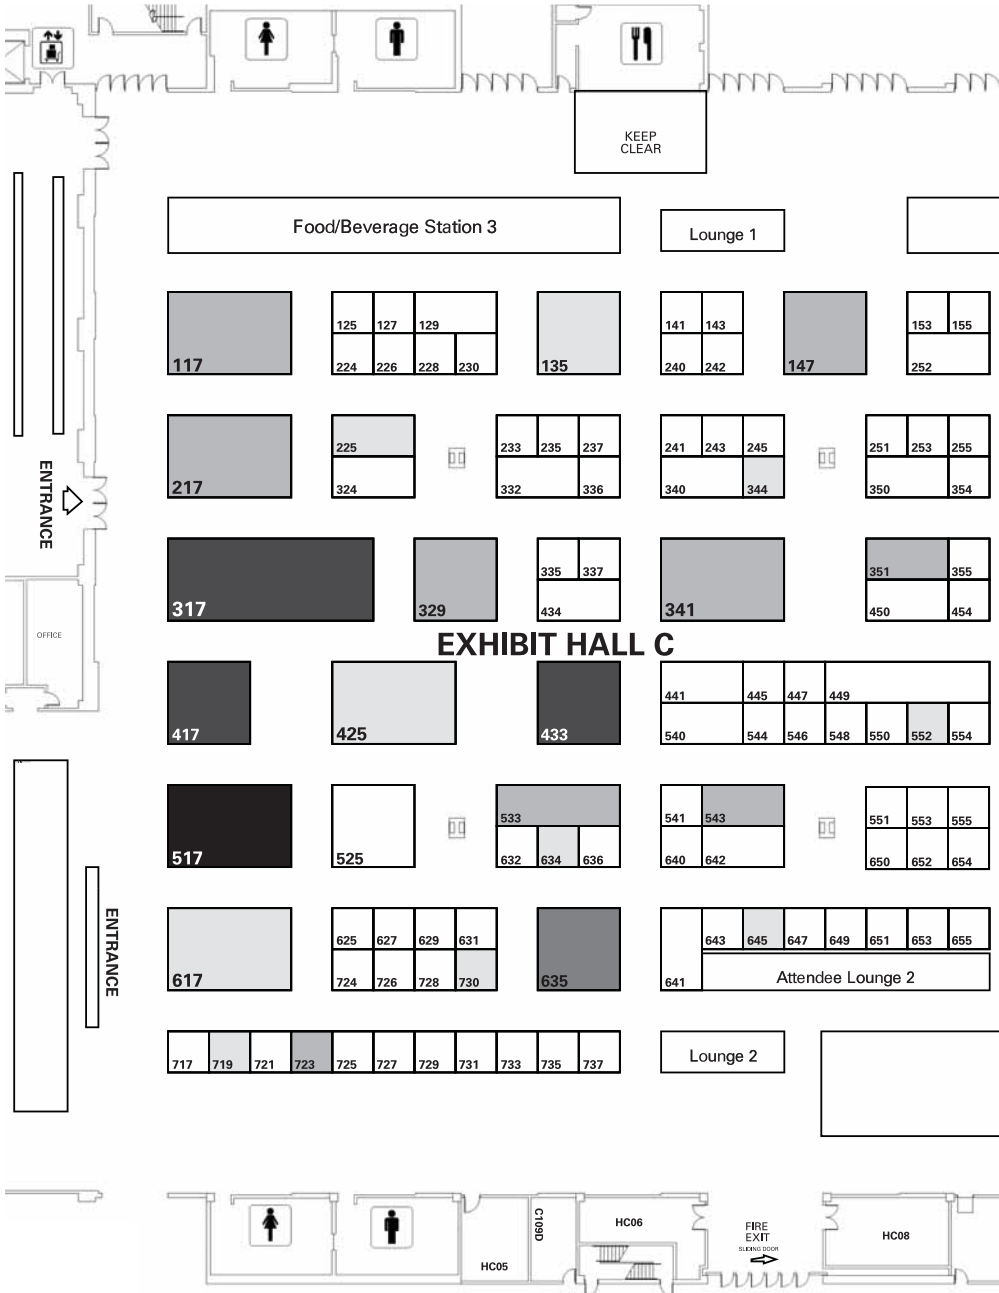 KEEP
CLEAR
Food/Beverage Station 3
Lounge 1
125 127 129 141 143 153 155
117 224 226 228 230 135 240 242 147 252
225 233 235 237 241 243 245 251 253 255
217 324 332 336 340 344 350 354
ENTRANCE
335 337 351 355
317 329 434 341 450 454
OFFICE
EXHIBIT HALL C
441 445 447 449
417 425 433 540 544 546 548 550 552 554
533 541 543 551 553 555
517 525 632 634 636 640 642 650 652 654
ENTRANCE
625 627 629 631 643 645 647 649 651 653 655
617 724 726 728 730 635 641 Attendee Lounge 2
717 719 721 723 725 727 729 731 733 735 737
Lounge 2
C109D
HC06
FIRE
EXIT
SLIDING DOOR
HC08
HC05